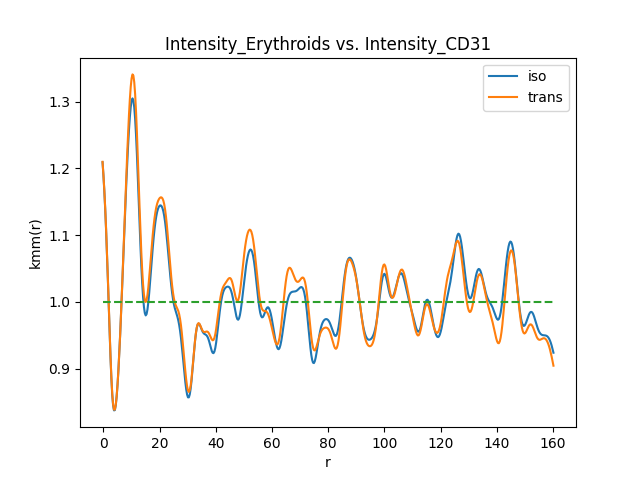 Intensity_Erythroids vs. Intensity_CD31
iso
trans
kmm(r)
1.3
1.2
1.1
1.0
0.9
0
20
40
60
80
100
120
140
160
r